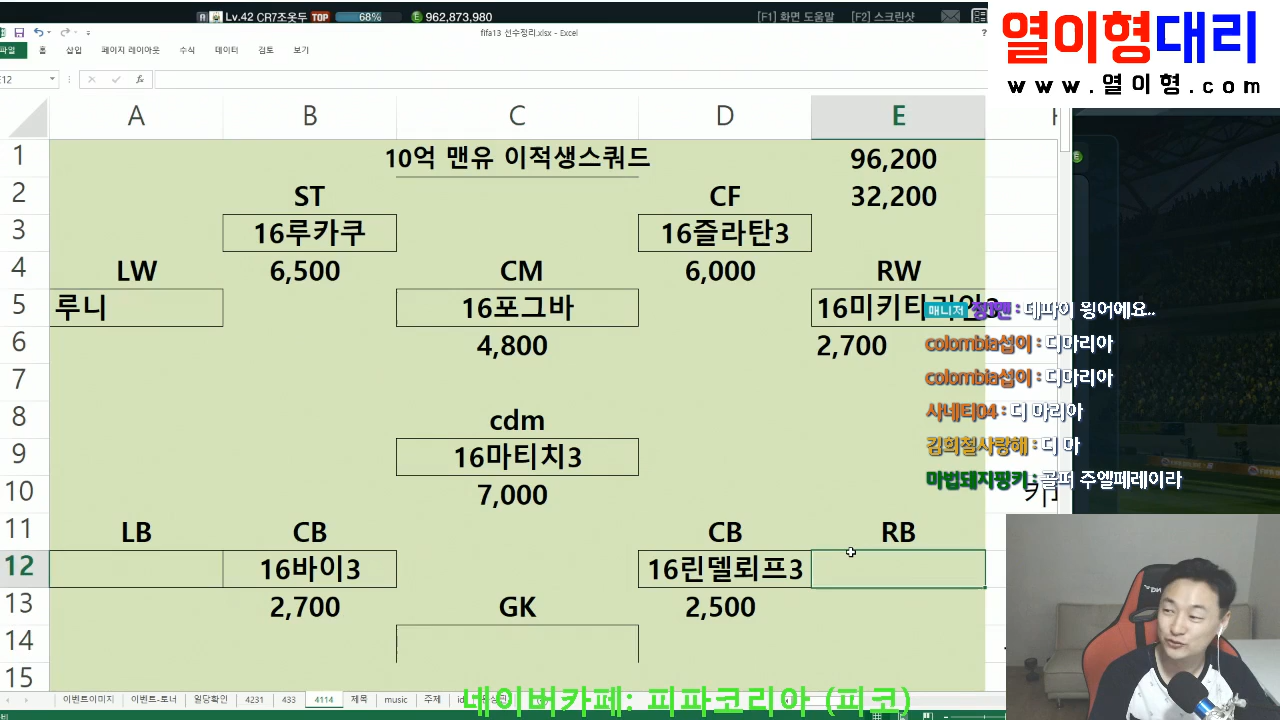 Lv.42 CR7조웃두 TOP 68% E 962,873,980 [F1] 화면 도움말 [F2] 스크린샷
fifa13 선수정리.xlsx - Excel
파일 홈 삽입 페이지 레이아웃 수식 데이터 검토 보기
E12 fx
열이형대리
www.열이형.com
A B C D E
1 10억 맨유 이적생스쿼드 96,200
2 ST CF 32,200
3 16루카쿠 16즐라탄3
4 LW 6,500 CM 6,000 RW
5 루니 16포그바
6 4,800 2,700
7
8 cdm
9 16마티치3
10 7,000
11 LB CB CB RB
12 16바이3 16린델뢰프3
13 2,700 GK 2,500
14
15
매니저 : 데파이 윙어에요..
colombia섭이 : 디마리아
colombia섭이 : 디마리아
사네티04 : 디 마리아
김희철사랑해 : 디 마
마법돼지핑키 : 골퍼 주엘페레이라
이벤트이미지 이벤트-토너 일당확인 4231 433 4114 제목 music 주제
네이버카페: 피파코리아 (피코)